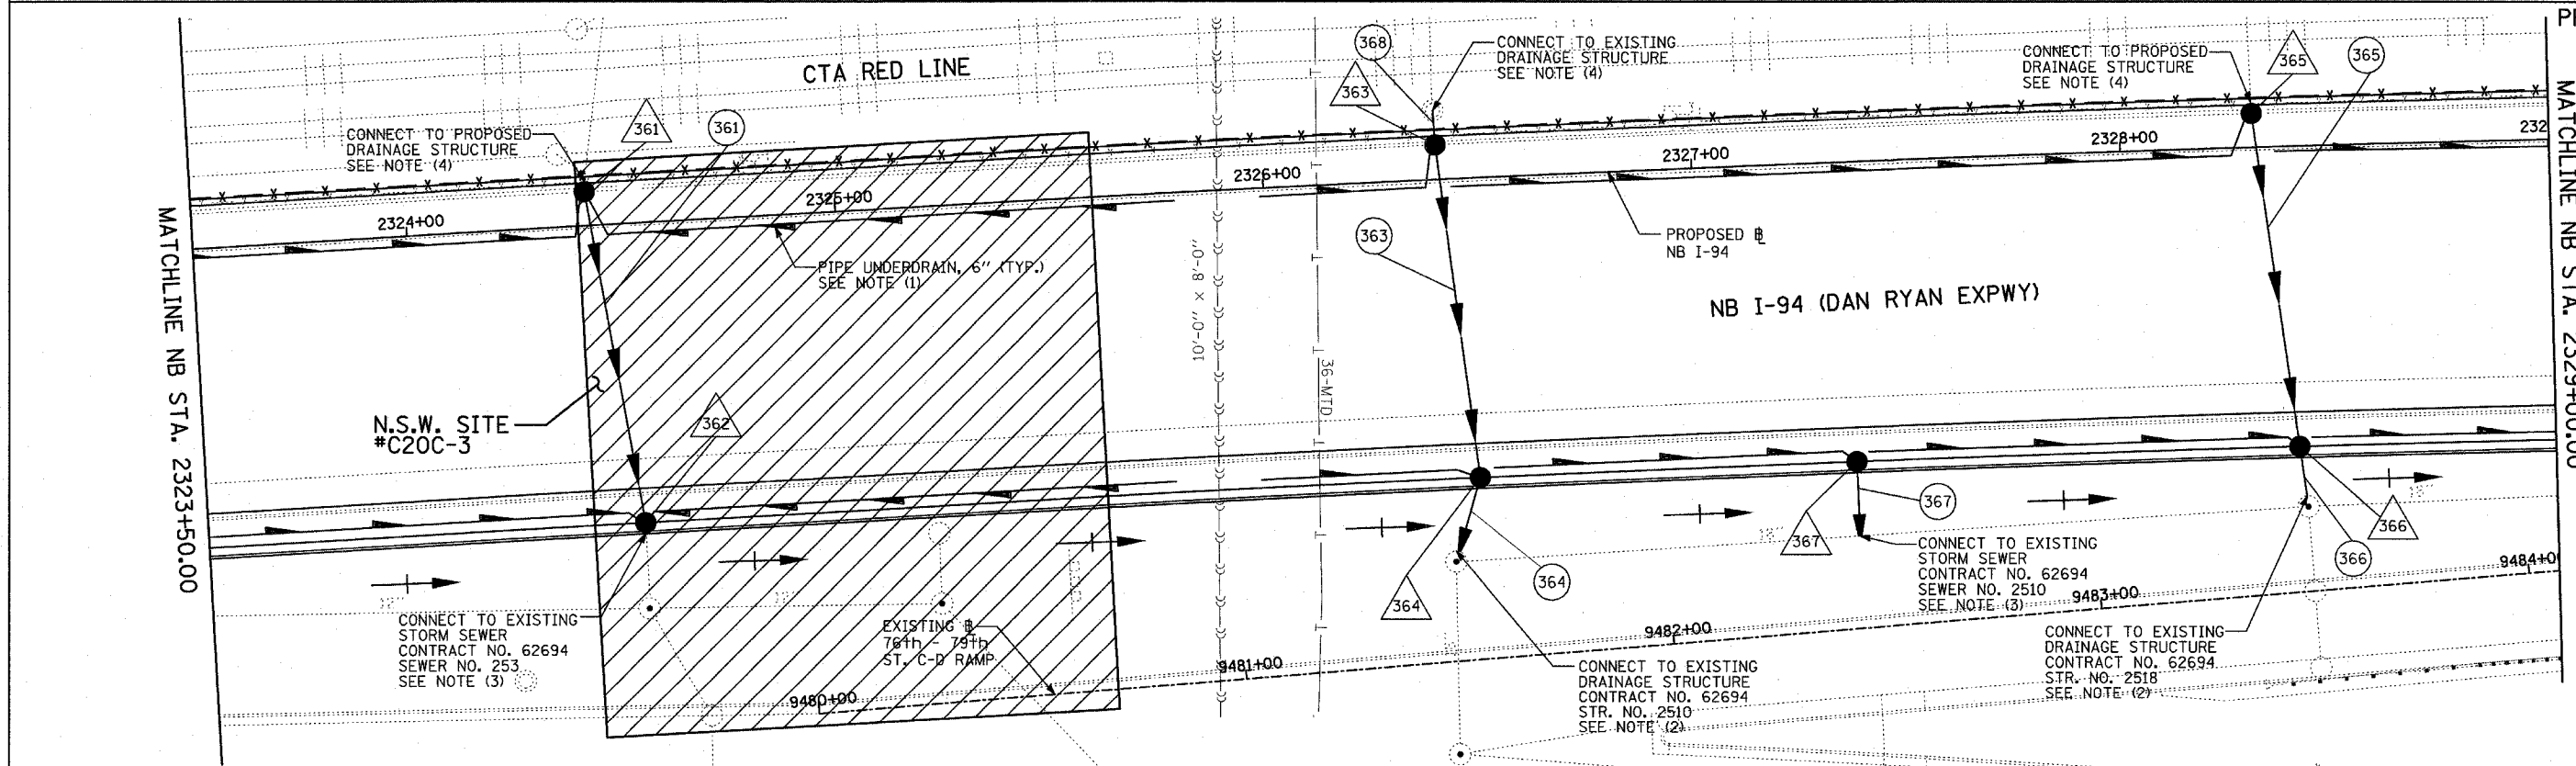 CTA RED LINE
CONNECT TO PROPOSED
DRAINAGE STRUCTURE
SEE NOTE (4)
361
361
368
363
CONNECT TO EXISTING
DRAINAGE STRUCTURE
SEE NOTE (4)
CONNECT TO PROPOSED
DRAINAGE STRUCTURE
SEE NOTE (4)
365
365
2324+00
2325+00
2326+00
2327+00
2328+00
232
PIPE UNDERDRAIN, 6" (TYP.)
SEE NOTE (1)
10'-0" × 8'-0"
36-MTD
363
PROPOSED ℄
NB I-94
NB I-94 (DAN RYAN EXPWY)
MATCHLINE NB STA. 2323+50.00
MATCHLINE NB STA. 2329+00.00
N.S.W. SITE
#C20C-3
362
CONNECT TO EXISTING
STORM SEWER
CONTRACT NO. 62694
SEWER NO. 253
SEE NOTE (3)
EXISTING ℄
76th - 79th
ST. C-D RAMP
364
364
367
367
CONNECT TO EXISTING
STORM SEWER
CONTRACT NO. 62694
SEWER NO. 2510
SEE NOTE (3)
366
366
9480+00
9481+00
9482+00
9483+00
9484+0
CONNECT TO EXISTING
DRAINAGE STRUCTURE
CONTRACT NO. 62694
STR. NO. 2510
SEE NOTE (2)
CONNECT TO EXISTING
DRAINAGE STRUCTURE
CONTRACT NO. 62694
STR. NO. 2518
SEE NOTE (2)